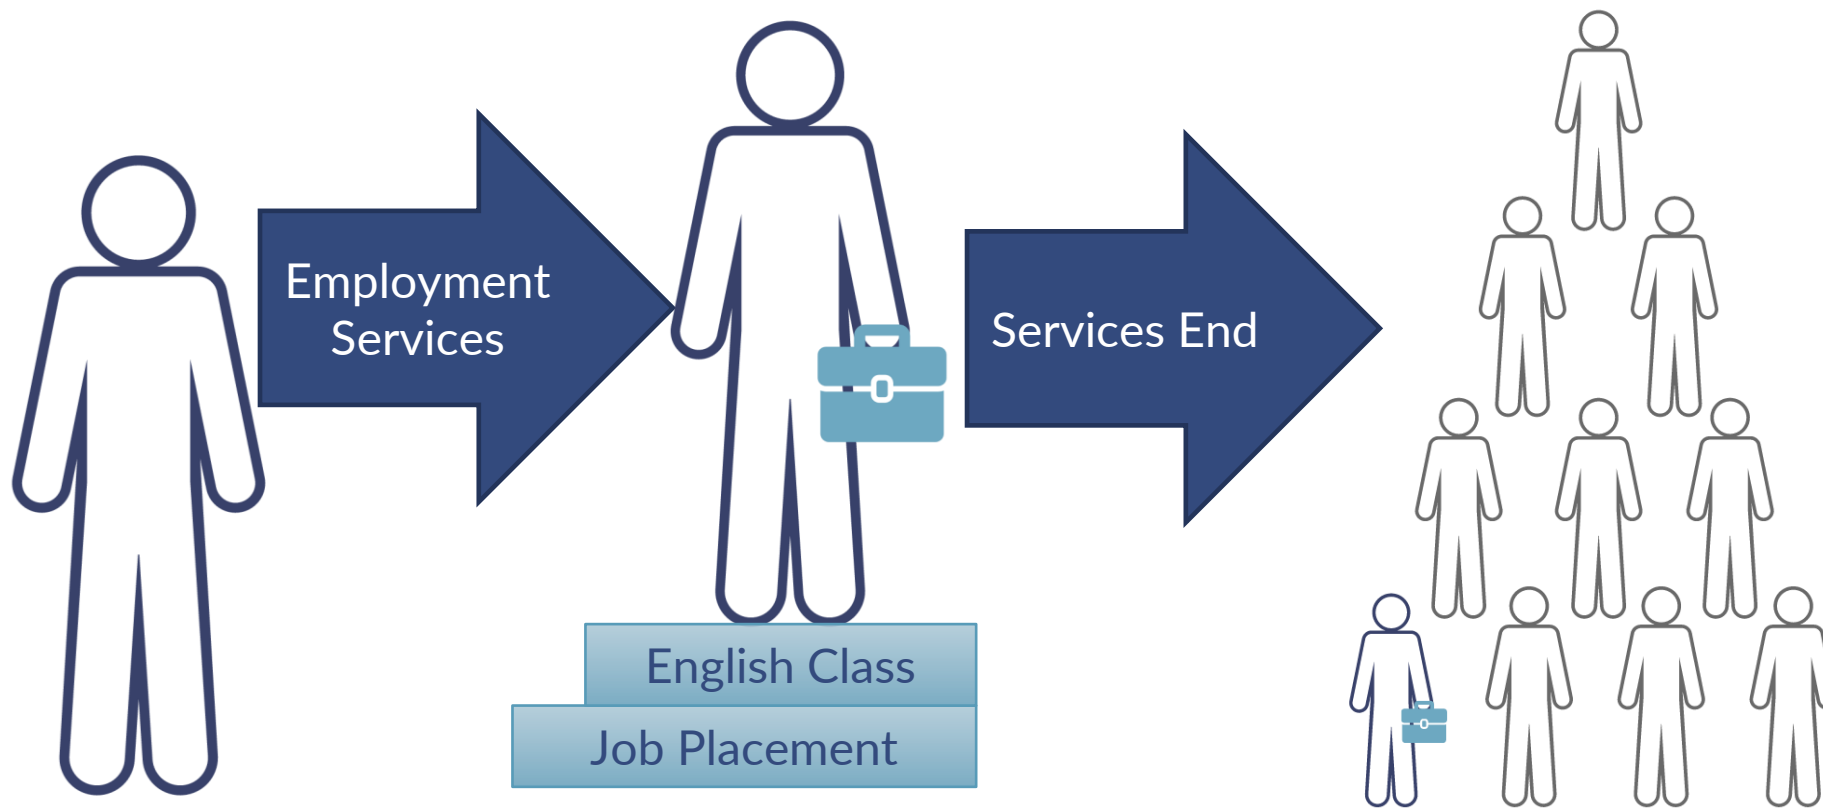 Employment
Services
Services End
English Class
Job Placement